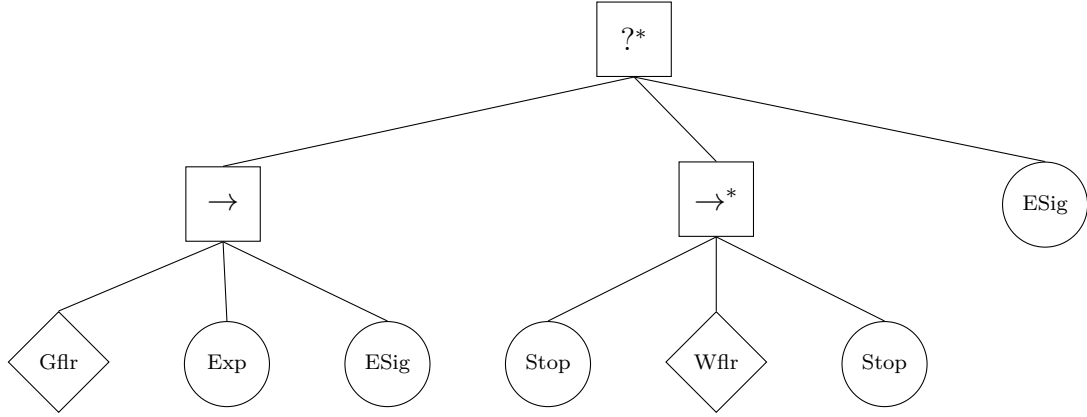 ?*
→
→*
ESig
Gflr
Exp
ESig
Stop
Wflr
Stop